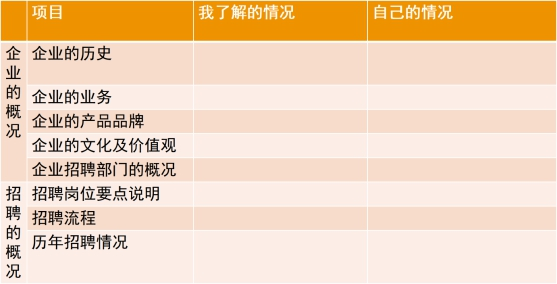 项目 我了解的情况 自己的情况
企业的概况
企业的历史
企业的业务
企业的产品品牌
企业的文化及价值观
企业招聘部门的概况
招聘的概况
招聘岗位要点说明
招聘流程
历年招聘情况